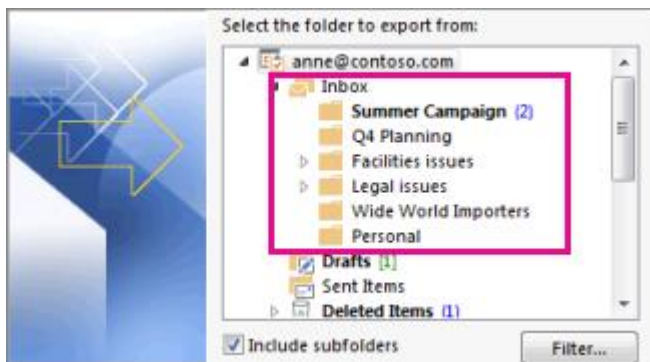 Select the folder to export from:
anne@contoso.com
Inbox
Summer Campaign (2)
Q4 Planning
Facilities issues
Legal issues
Wide World Importers
Personal
Drafts [1]
Sent Items
Deleted Items (1)
Include subfolders
Filter...